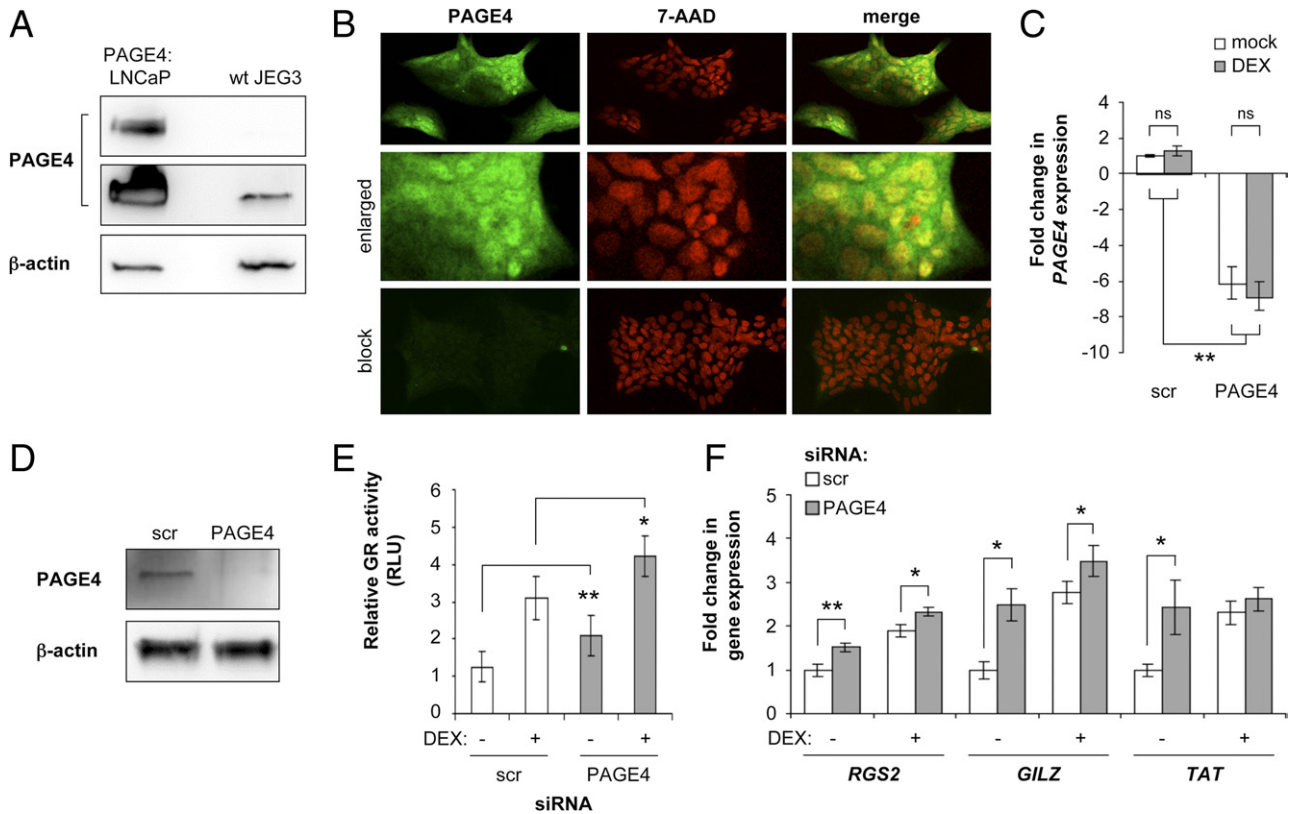 A
PAGE4:
LNCaP
wt JEG3
PAGE4
β-actin
B
PAGE4
7-AAD
merge
enlarged
block
C
mock
DEX
Fold change in
PAGE4 expression
4
2
0
-2
-4
-6
-8
-10
ns
ns
**
scr
PAGE4
D
scr
PAGE4
PAGE4
β-actin
E
Relative GR activity
(RLU)
6
5
4
3
2
1
0
**
*
DEX: - + - +
scr
PAGE4
siRNA
F
siRNA:
scr
PAGE4
Fold change in
gene expression
5
4
3
2
1
0
**
*
*
*
*
DEX: - + - + - +
RGS2
GILZ
TAT